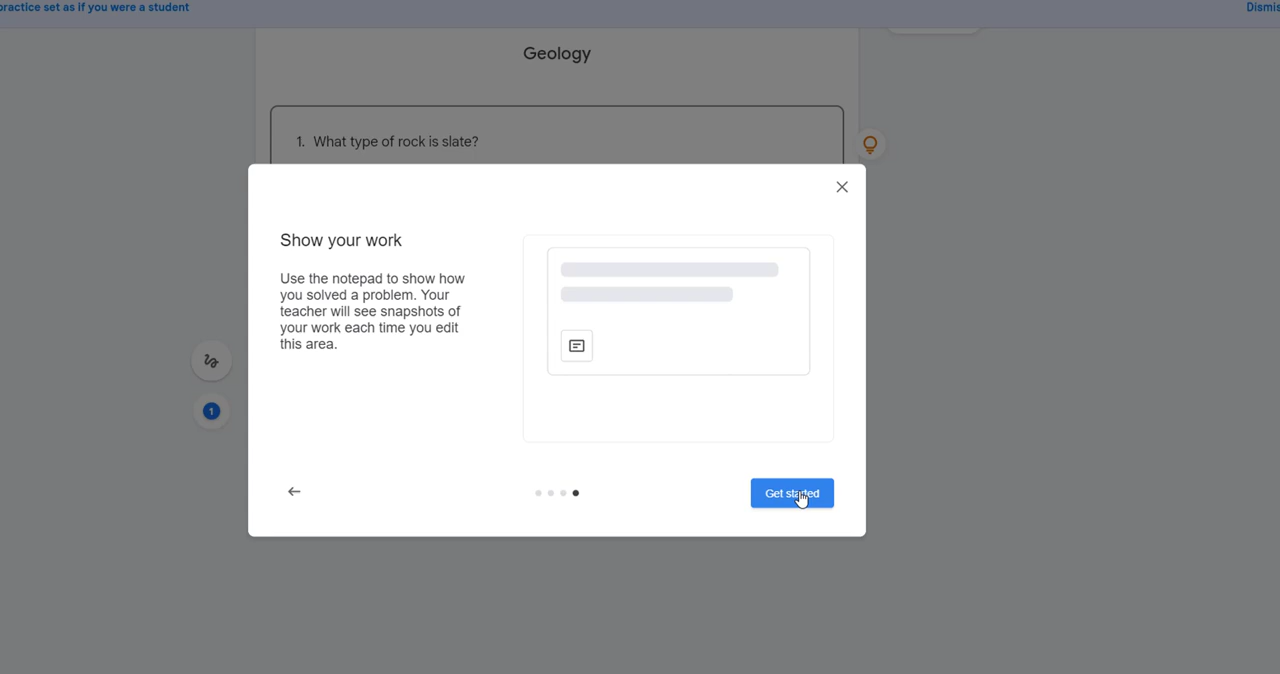 practice set as if you were a student
Dismis
Geology
1. What type of rock is slate?
Show your work
Use the notepad to show how
you solved a problem. Your
teacher will see snapshots of
your work each time you edit
this area.
1
Get started